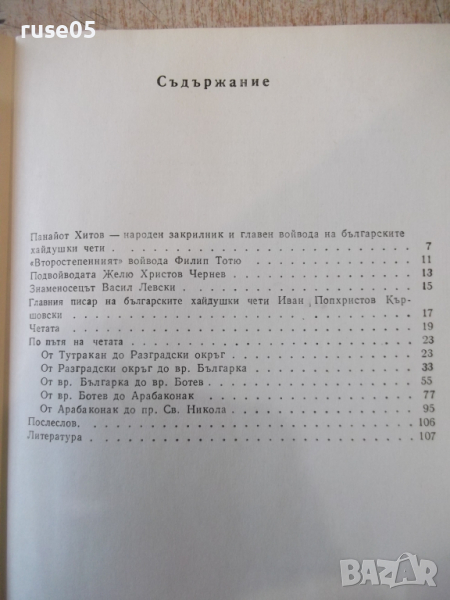 ruse05
Съдържание
Панайот Хитов — народен закрилник и главен войвода на българските
хайдушки чети . . . . . . . . . . . . . . . . . . . . 7
«Второстепенният» войвода Филип Тотю . . . . . . . . . . 11
Подвойводата Желю Христов Чернев . . . . . . . . . . . 13
Знаменосецът Васил Левски . . . . . . . . . . . . . . 15
Главния писар на българските хайдушки чети Иван Попхристов Кър-
шовски . . . . . . . . . . . . . . . . . . . . . . 17
Четата . . . . . . . . . . . . . . . . . . . . . . 19
По пътя на четата . . . . . . . . . . . . . . . . . . 23
От Тутракан до Разградски окръг . . . . . . . . . . . . 23
От Разградски окръг до вр. Българка . . . . . . . . . . 33
От вр. Българка до вр. Ботев . . . . . . . . . . . . . 55
От вр. Ботев до Арабаконак . . . . . . . . . . . . . 77
От Арабаконак до пр. Св. Никола . . . . . . . . . . . . 95
Послеслов. . . . . . . . . . . . . . . . . . . . . 106
Литература . . . . . . . . . . . . . . . . . . . . 107
BAZAR